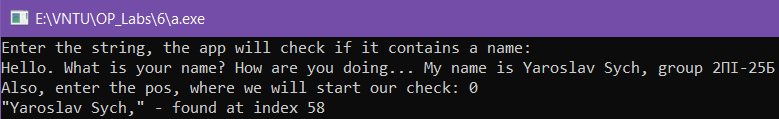 E:\VNTU\OP_Labs\6\a.exe
Enter the string, the app will check if it contains a name:
Hello. What is your name? How are you doing... My name is Yaroslav Sych, group 2ПІ-25Б
Also, enter the pos, where we will start our check: 0
"Yaroslav Sych," - found at index 58